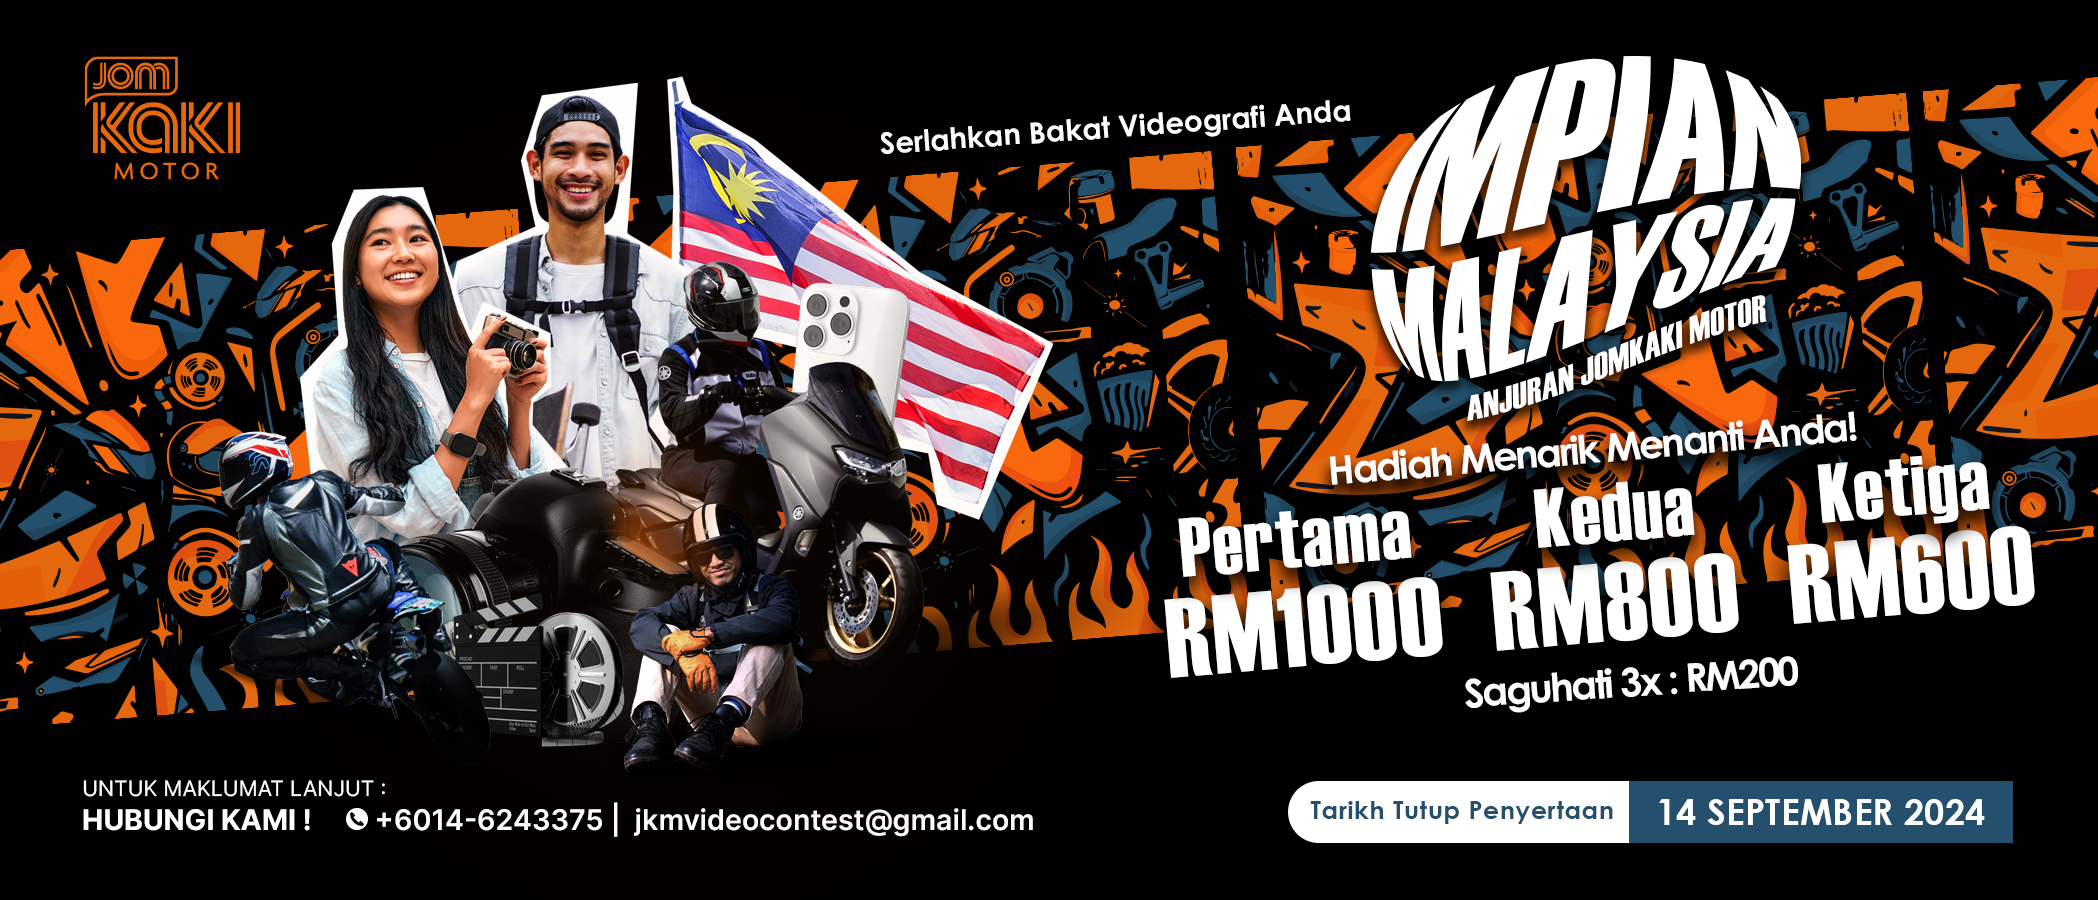 Jom
KAKI
MOTOR
Serlahkan Bakat Videografi Anda
IMPIAN
MALAYSIA
ANJURAN JOMKAKI MOTOR
Hadiah Menarik Menanti Anda!
Pertama
RM1000
Kedua
RM800
Ketiga
RM600
Saguhati 3x : RM200
UNTUK MAKLUMAT LANJUT :
HUBUNGI KAMI ! +6014-6243375 | jkmvideocontest@gmail.com
Tarikh Tutup Penyertaan 14 SEPTEMBER 2024